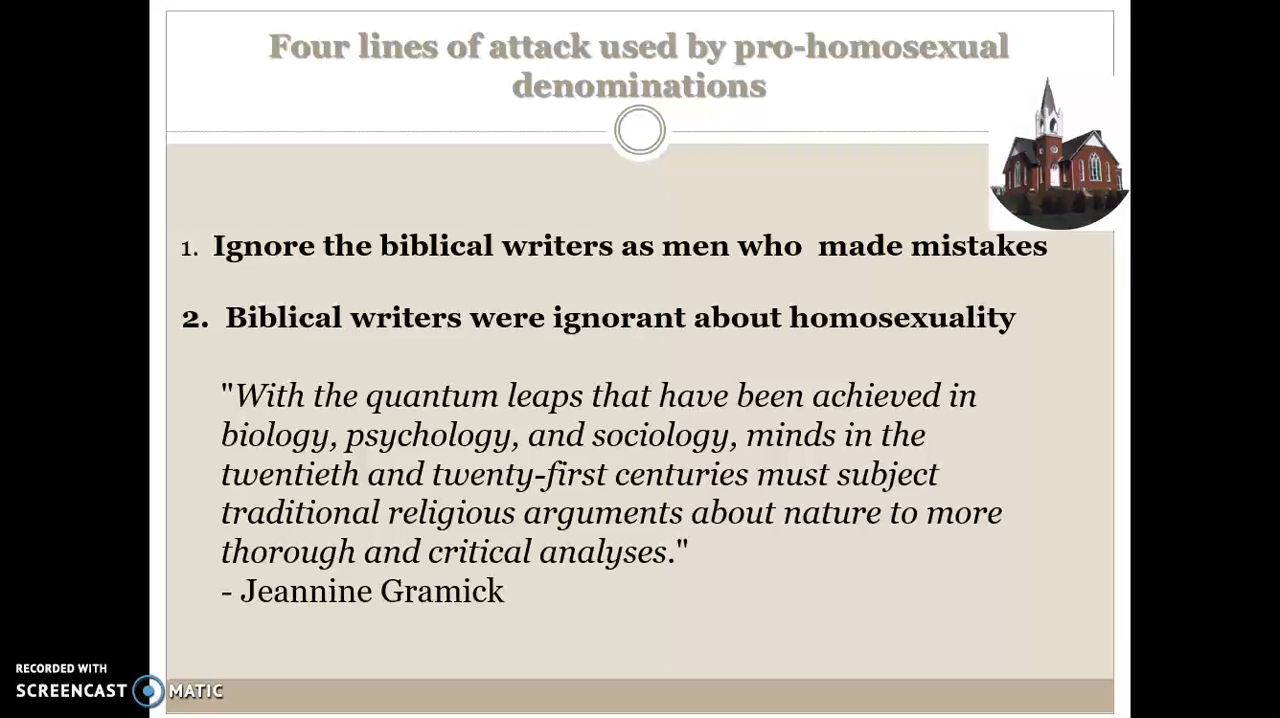 Four lines of attack used by pro-homosexual
denominations
1. Ignore the biblical writers as men who made mistakes
2. Biblical writers were ignorant about homosexuality
"With the quantum leaps that have been achieved in
biology, psychology, and sociology, minds in the
twentieth and twenty-first centuries must subject
traditional religious arguments about nature to more
thorough and critical analyses."
- Jeannine Gramick
RECORDED WITH
SCREENCAST MATIC